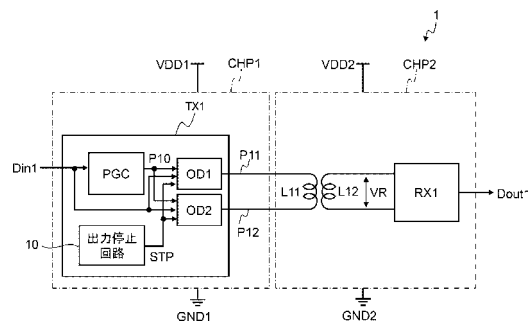 1
VDD1
CHP1
VDD2
CHP2
TX1
Din1
PGC
P10
OD1
P11
OD2
L11
L12
VR
RX1
Dout1
10
出力停止
回路
STP
P12
GND1
GND2